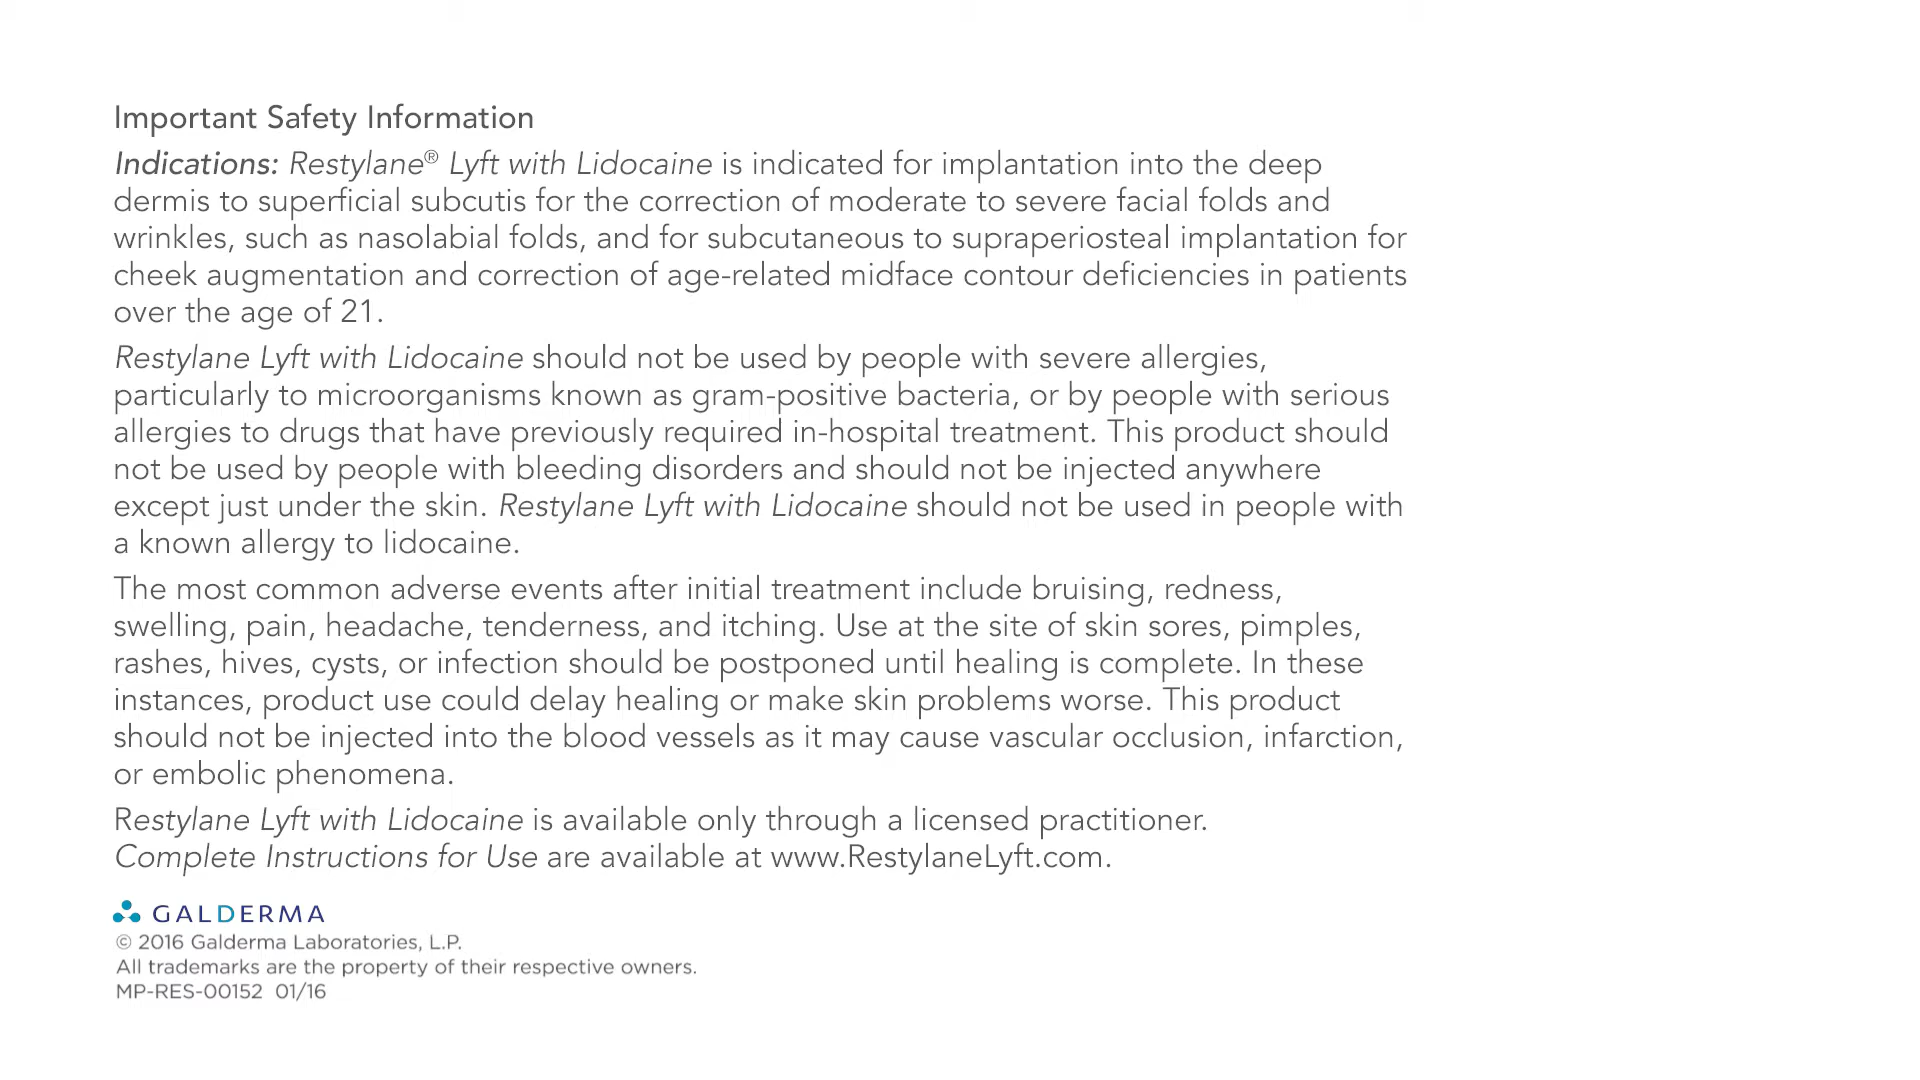 Important Safety Information
Indications: Restylane® Lyft with Lidocaine is indicated for implantation into the deep
dermis to superficial subcutis for the correction of moderate to severe facial folds and
wrinkles, such as nasolabial folds, and for subcutaneous to supraperiosteal implantation for
cheek augmentation and correction of age-related midface contour deficiencies in patients
over the age of 21.
Restylane Lyft with Lidocaine should not be used by people with severe allergies,
particularly to microorganisms known as gram-positive bacteria, or by people with serious
allergies to drugs that have previously required in-hospital treatment. This product should
not be used by people with bleeding disorders and should not be injected anywhere
except just under the skin. Restylane Lyft with Lidocaine should not be used in people with
a known allergy to lidocaine.
The most common adverse events after initial treatment include bruising, redness,
swelling, pain, headache, tenderness, and itching. Use at the site of skin sores, pimples,
rashes, hives, cysts, or infection should be postponed until healing is complete. In these
instances, product use could delay healing or make skin problems worse. This product
should not be injected into the blood vessels as it may cause vascular occlusion, infarction,
or embolic phenomena.
Restylane Lyft with Lidocaine is available only through a licensed practitioner.
Complete Instructions for Use are available at www.RestylaneLyft.com.
GALDERMA
© 2016 Galderma Laboratories, L.P.
All trademarks are the property of their respective owners.
MP-RES-00152 01/16